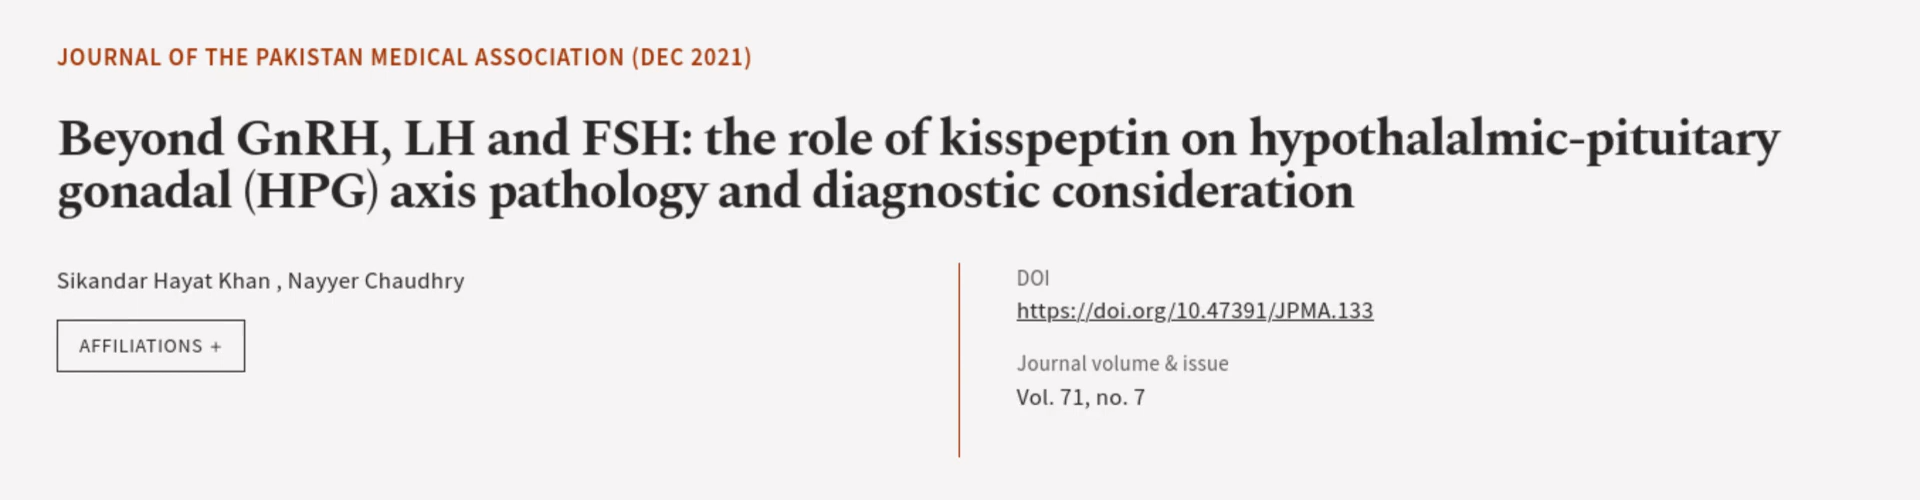 JOURNAL OF THE PAKISTAN MEDICAL ASSOCIATION (DEC 2021)
Beyond GnRH, LH and FSH: the role of kisspeptin on hypothalalmic-pituitary
gonadal (HPG) axis pathology and diagnostic consideration
Sikandar Hayat Khan , Nayyer Chaudhry
AFFILIATIONS +
DOI
https://doi.org/10.47391/JPMA.133
Journal volume & issue
Vol. 71, no. 7